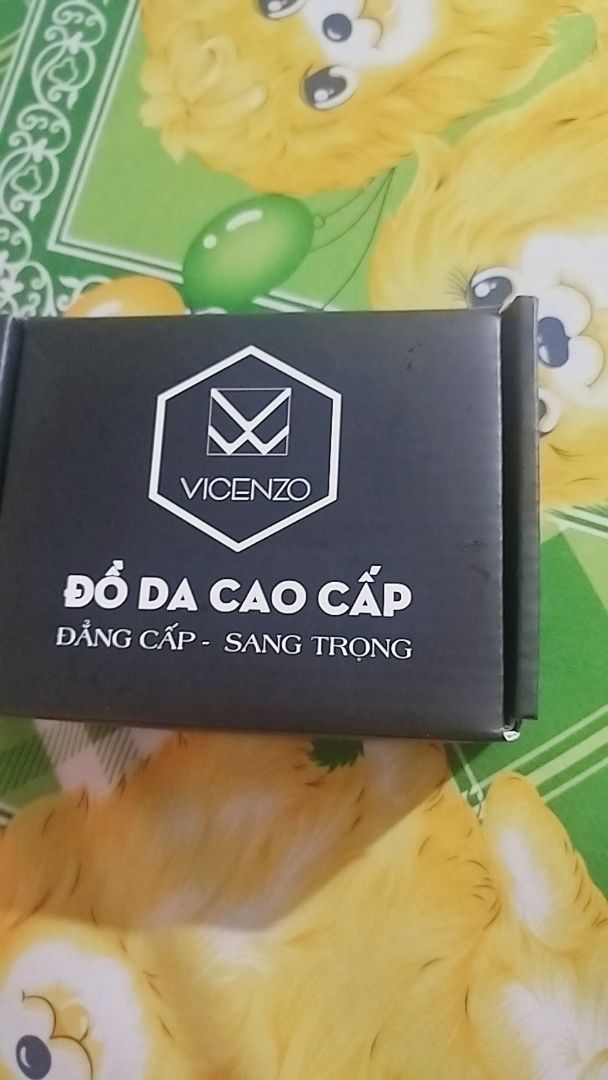 VICENZO
ĐỒ DA CAO CẤP
ĐẲNG CẤP - SANG TRỌNG